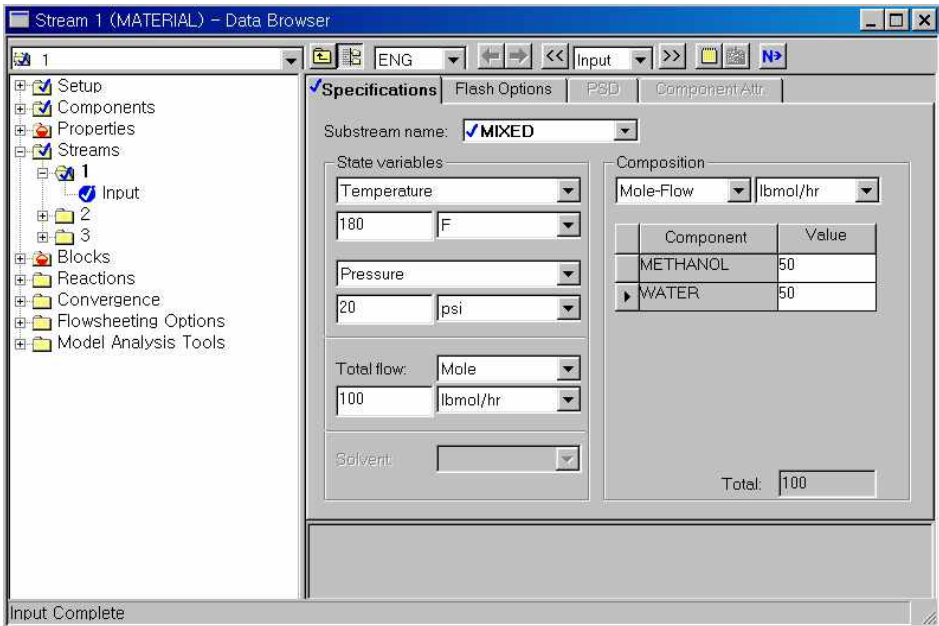 Stream 1 (MATERIAL) - Data Browser
1
ENG
<<
Input
>>
N>
Setup
Components
Properties
Streams
1
Input
2
3
Blocks
Reactions
Convergence
Flowsheeting Options
Model Analysis Tools
Specifications
Flash Options
PSD
Component Attr.
Substream name:
MIXED
State variables
Temperature
180
F
Pressure
20
psi
Total flow:
Mole
100
lbmol/hr
Solvent:
Composition
Mole-Flow
lbmol/hr
Component
Value
METHANOL
50
WATER
50
Total:
100
Input Complete